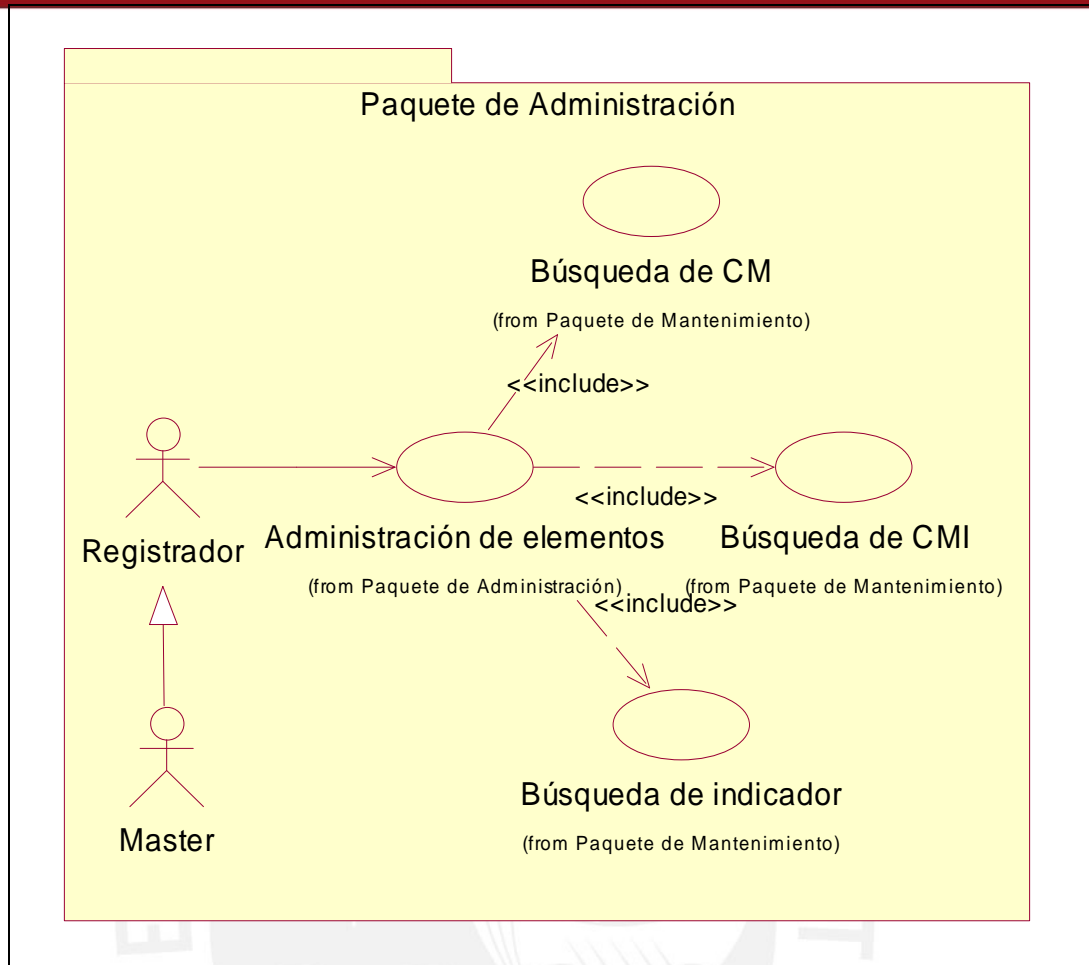 Paquete de Administración
Búsqueda de CM
(from Paquete de Mantenimiento)
<<include>>
<<include>>
Registrador
Administración de elementos
(from Paquete de Administración)
Búsqueda de CMI
(from Paquete de Mantenimiento)
<<include>>
Búsqueda de indicador
(from Paquete de Mantenimiento)
Master